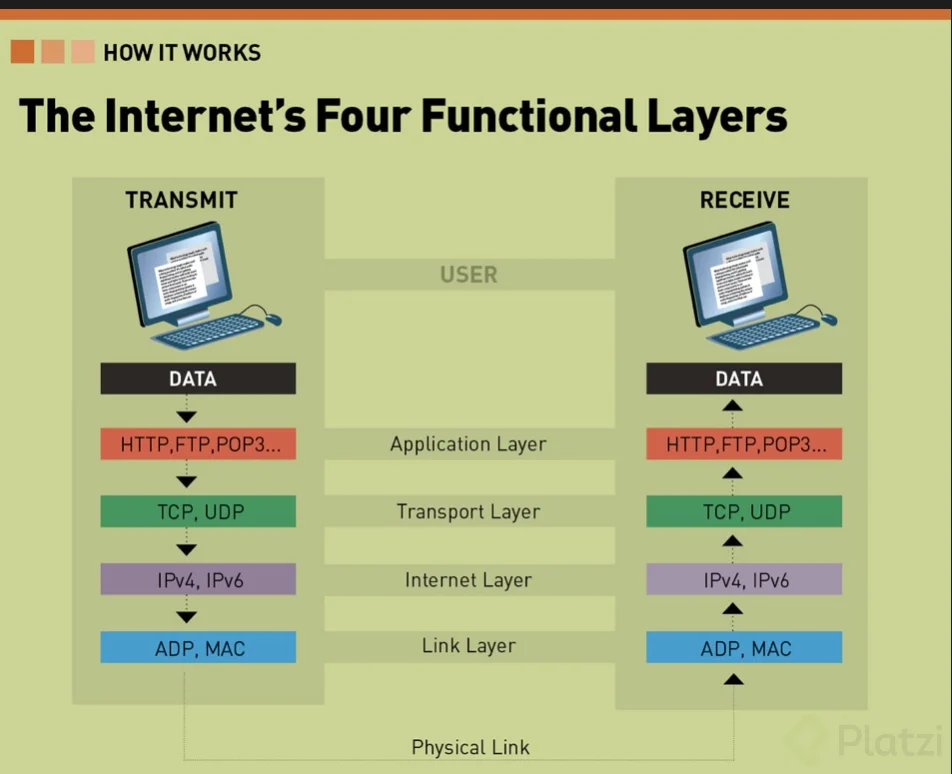 HOW IT WORKS
The Internet's Four Functional Layers
TRANSMIT
RECEIVE
USER
DATA
DATA
HTTP,FTP,POP3...
Application Layer
HTTP,FTP,POP3...
TCP, UDP
Transport Layer
TCP, UDP
IPv4, IPv6
Internet Layer
IPv4, IPv6
ADP, MAC
Link Layer
ADP, MAC
Physical Link
Platzi